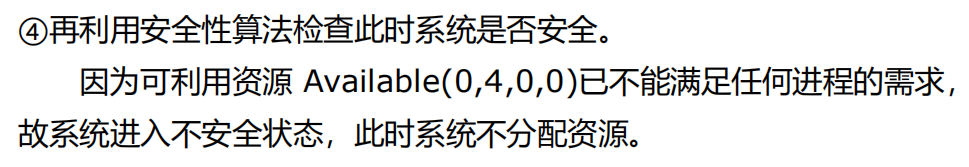 ④再利用安全性算法检查此时系统是否安全。
因为可利用资源 Available(0,4,0,0)已不能满足任何进程的需求，
故系统进入不安全状态，此时系统不分配资源。